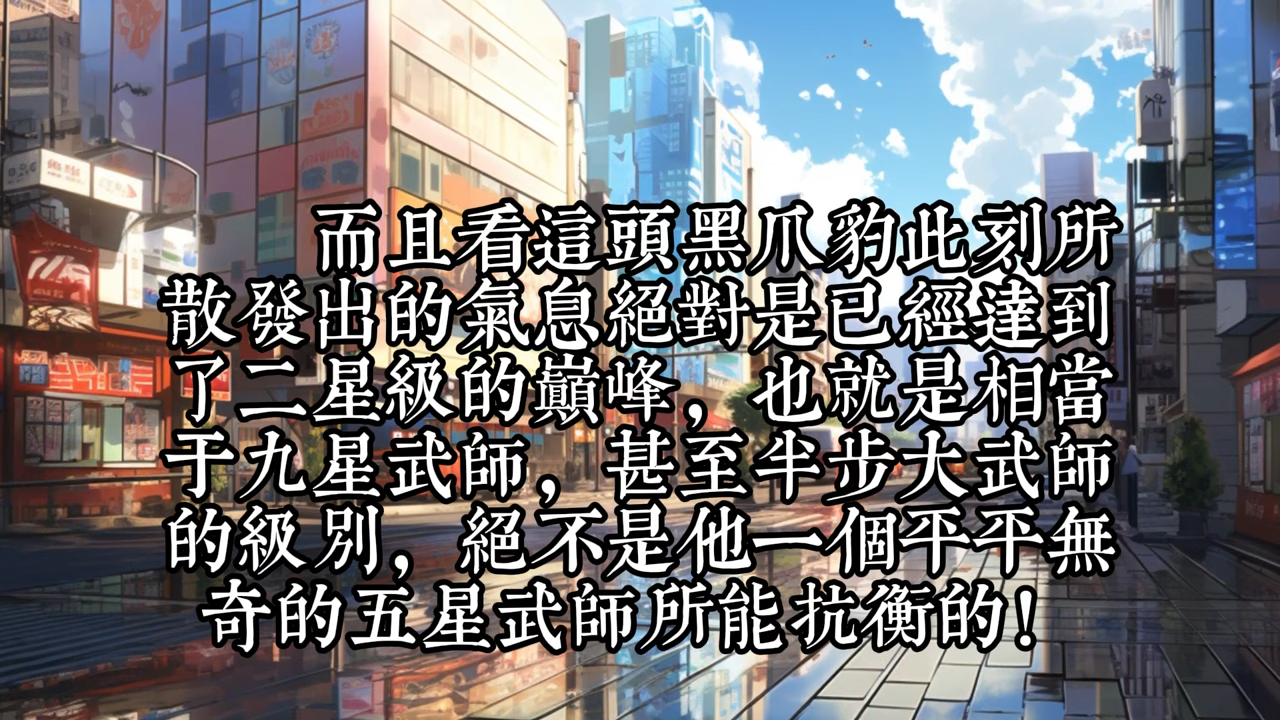 而且看這頭黑爪豹此刻所
散發出的氣息絕對是已經達到
了二星級的巔峰，也就是相當
于九星武師，甚至半步大武師
的級別，絕不是他一個平平無
奇的五星武師所能抗衡的！